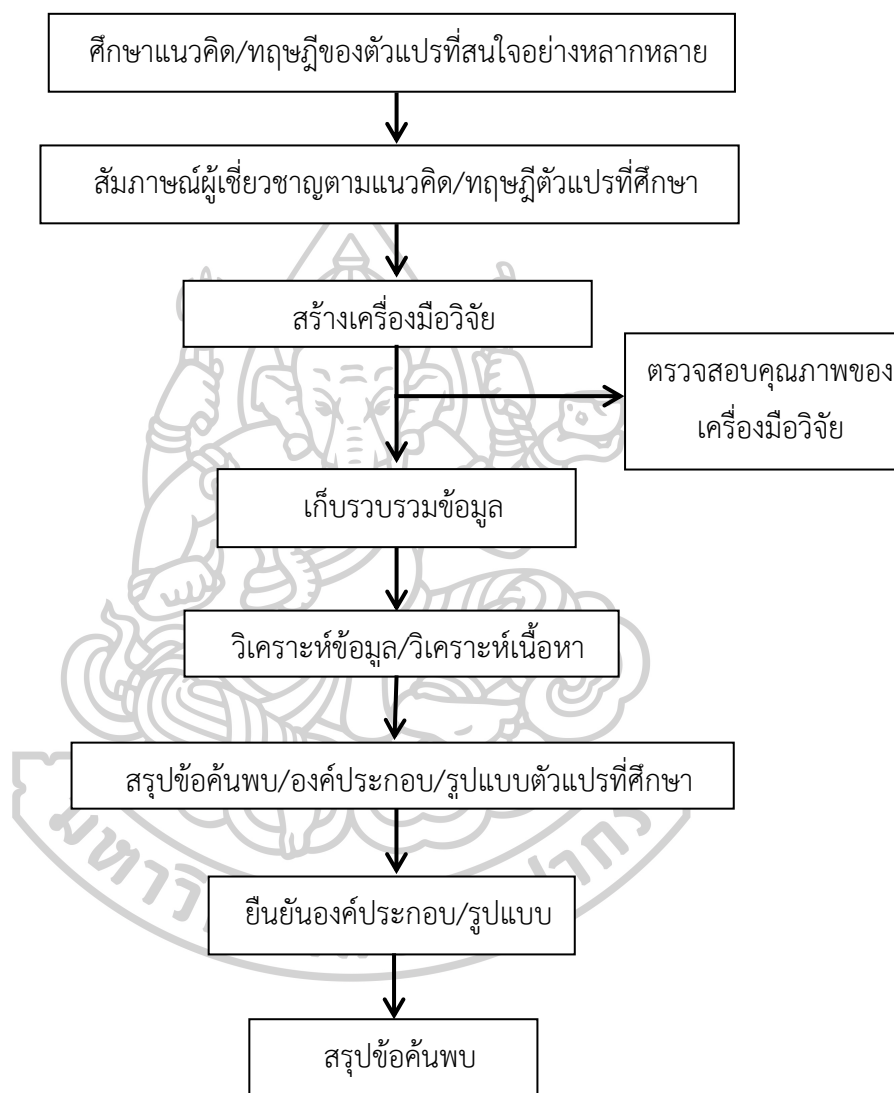 ศึกษาแนวคิด/ทฤษฎีของตัวแปรที่สนใจอย่างหลากหลาย
สัมภาษณ์ผู้เชี่ยวชาญตามแนวคิด/ทฤษฎีตัวแปรที่ศึกษา
สร้างเครื่องมือวิจัย
ตรวจสอบคุณภาพของ
เครื่องมือวิจัย
เก็บรวบรวมข้อมูล
วิเคราะห์ข้อมูล/วิเคราะห์เนื้อหา
สรุปข้อค้นพบ/องค์ประกอบ/รูปแบบตัวแปรที่ศึกษา
ยืนยันองค์ประกอบ/รูปแบบ
สรุปข้อค้นพบ